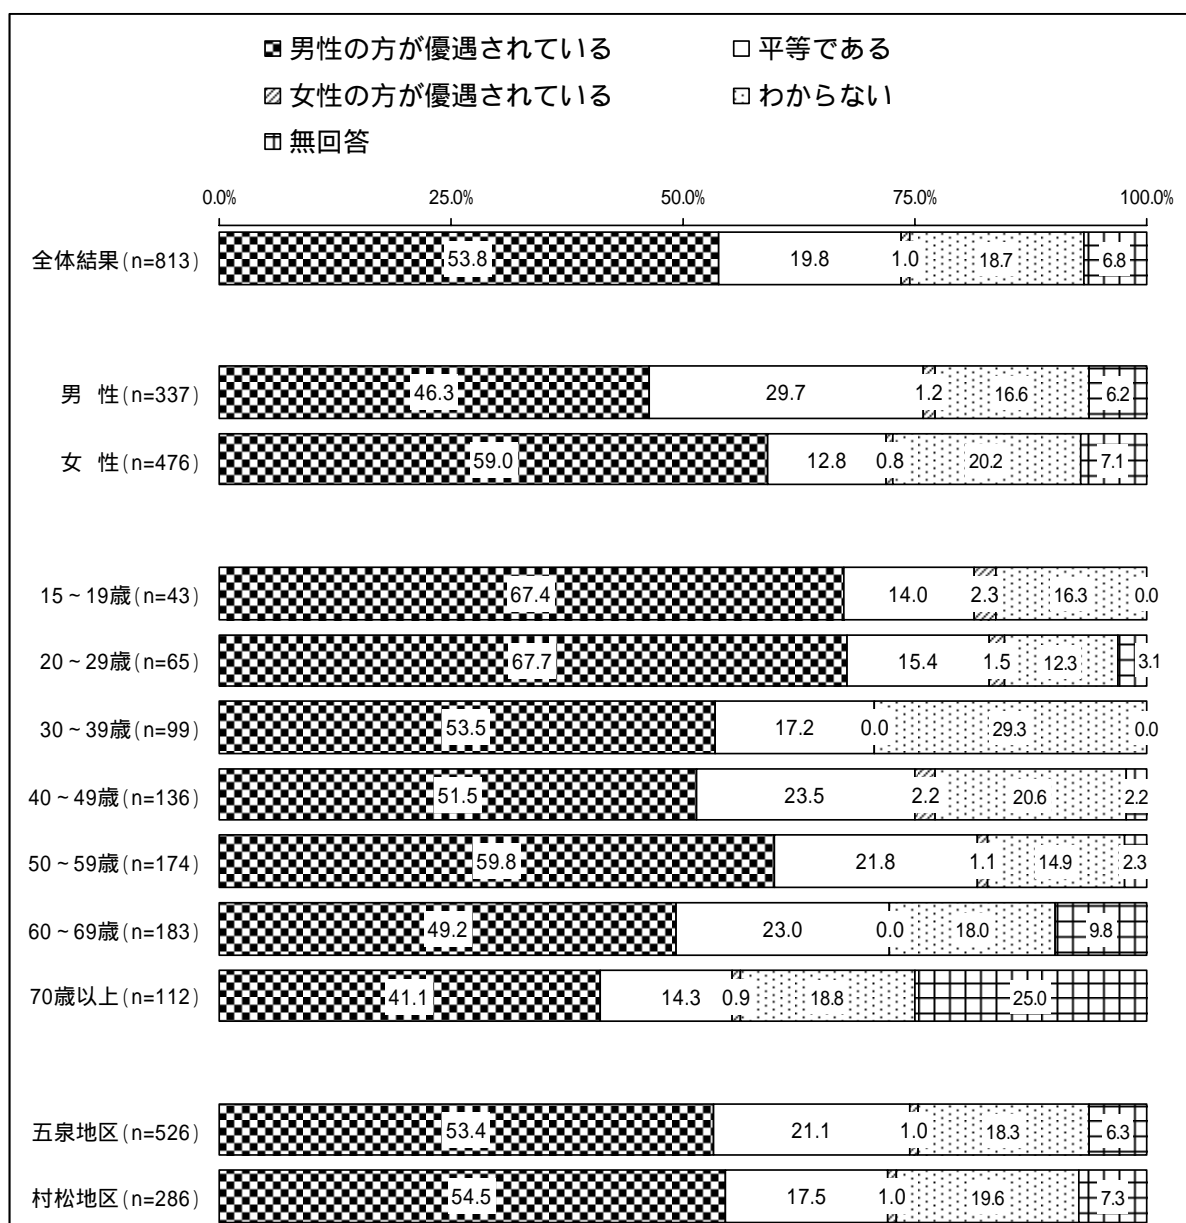 男性の方が優遇されている 平等である
女性の方が優遇されている わからない
無回答
0.0% 25.0% 50.0% 75.0% 100.0%
全体結果(n=813) 53.8 19.8 1.0 18.7 6.8
男 性(n=337) 46.3 29.7 1.2 16.6 6.2
女 性(n=476) 59.0 12.8 0.8 20.2 7.1
15~19歳(n=43) 67.4 14.0 2.3 16.3 0.0
20~29歳(n=65) 67.7 15.4 1.5 12.3 3.1
30~39歳(n=99) 53.5 17.2 0.0 29.3 0.0
40~49歳(n=136) 51.5 23.5 2.2 20.6 2.2
50~59歳(n=174) 59.8 21.8 1.1 14.9 2.3
60~69歳(n=183) 49.2 23.0 0.0 18.0 9.8
70歳以上(n=112) 41.1 14.3 0.9 18.8 25.0
五泉地区(n=526) 53.4 21.1 1.0 18.3 6.3
村松地区(n=286) 54.5 17.5 1.0 19.6 7.3